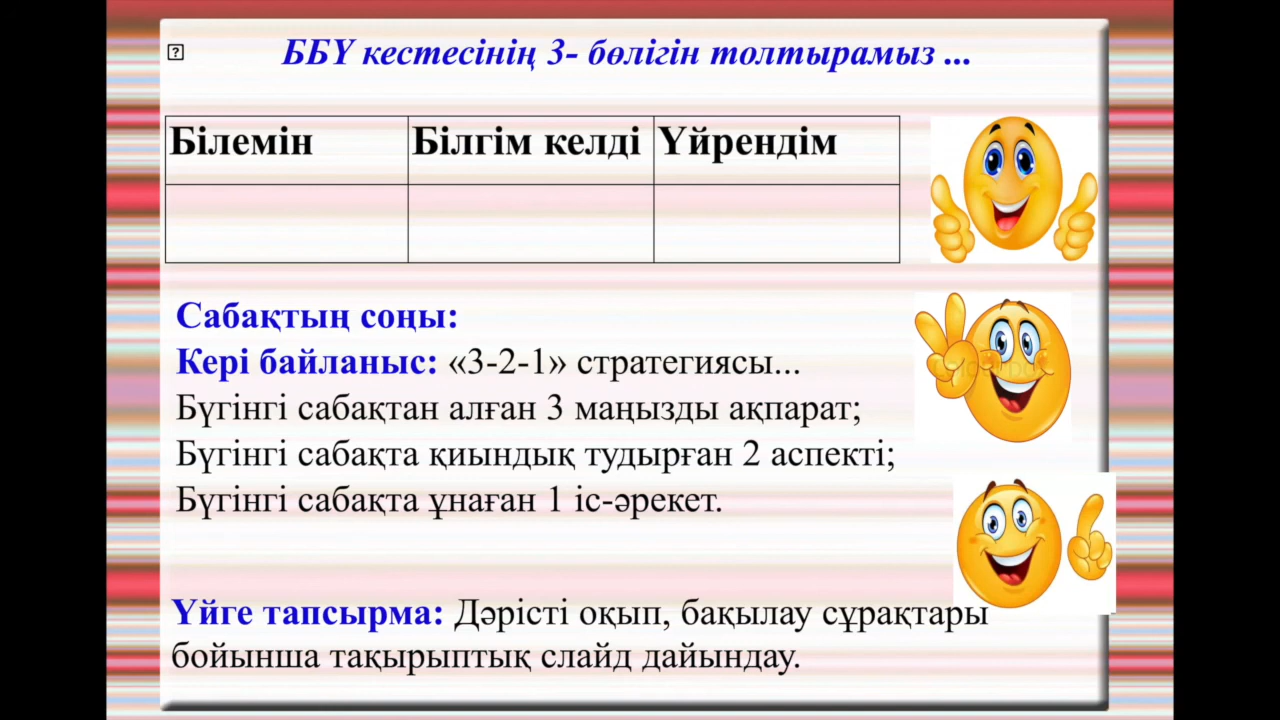 ББҮ кестесінің 3- бөлігін толтырамыз ...
Білемін Білгім келді Үйрендім
Сабақтың соңы:
Кері байланыс: «3-2-1» стратегиясы...
Бүгінгі сабақтан алған 3 маңызды ақпарат;
Бүгінгі сабақта қиындық тудырған 2 аспекті;
Бүгінгі сабақта ұнаған 1 іс-әрекет.
Үйге тапсырма: Дәрісті оқып, бақылау сұрақтары
бойынша тақырыптық слайд дайындау.